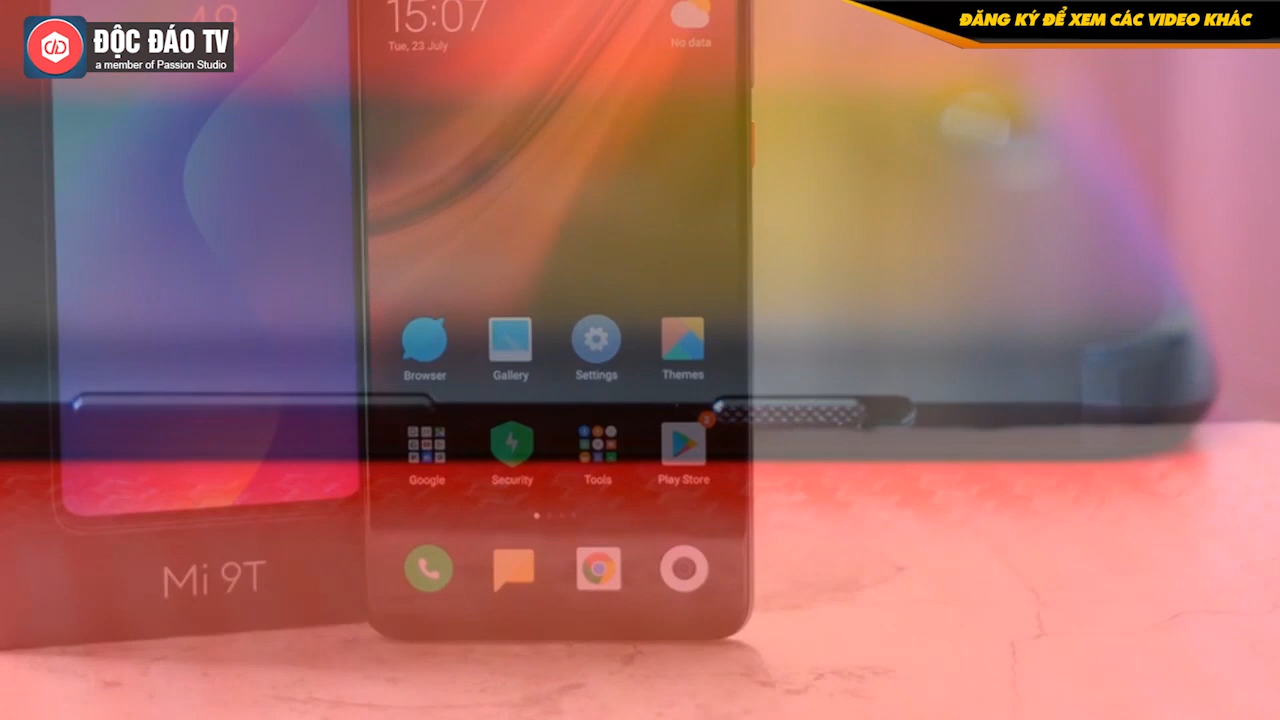 ĐỘC ĐÁO TV
a member of Passion Studio
ĐĂNG KÝ ĐỂ XEM CÁC VIDEO KHÁC
15:07
Tue, 23 July
No data
Browser
Gallery
Settings
Themes
Google
Security
Tools
Play Store
Mi 9T